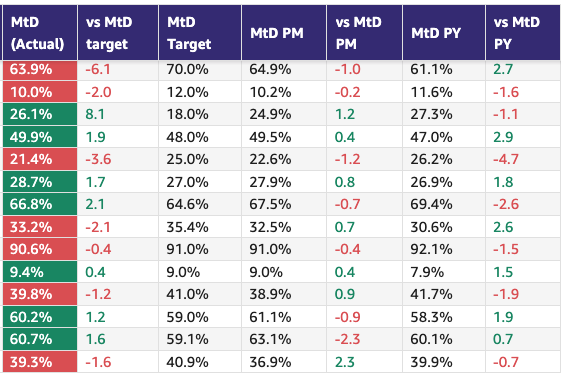 MtD (Actual) vs MtD target MtD Target MtD PM vs MtD PM MtD PY vs MtD PY
63.9% -6.1 70.0% 64.9% -1.0 61.1% 2.7
10.0% -2.0 12.0% 10.2% -0.2 11.6% -1.6
26.1% 8.1 18.0% 24.9% 1.2 27.3% -1.1
49.9% 1.9 48.0% 49.5% 0.4 47.0% 2.9
21.4% -3.6 25.0% 22.6% -1.2 26.2% -4.7
28.7% 1.7 27.0% 27.9% 0.8 26.9% 1.8
66.8% 2.1 64.6% 67.5% -0.7 69.4% -2.6
33.2% -2.1 35.4% 32.5% 0.7 30.6% 2.6
90.6% -0.4 91.0% 91.0% -0.4 92.1% -1.5
9.4% 0.4 9.0% 9.0% 0.4 7.9% 1.5
39.8% -1.2 41.0% 38.9% 0.9 41.7% -1.9
60.2% 1.2 59.0% 61.1% -0.9 58.3% 1.9
60.7% 1.6 59.1% 63.1% -2.3 60.1% 0.7
39.3% -1.6 40.9% 36.9% 2.3 39.9% -0.7